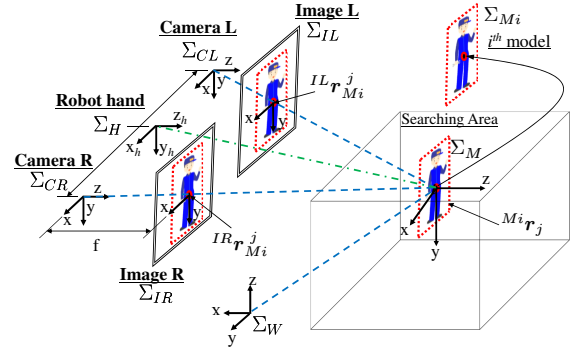 Camera L
Σ_CL
Image L
Σ_IL
Σ_Mi
i^th model
z
x
y
x
y
^IL r^j_Mi
Robot hand
Σ_H
z_h
x_h
y_h
Searching Area
Σ_M
z
x
y
^Mi r_j
Camera R
Σ_CR
z
x
y
x
y
^IR r^j_Mi
f
Image R
Σ_IR
z
x
y
Σ_W